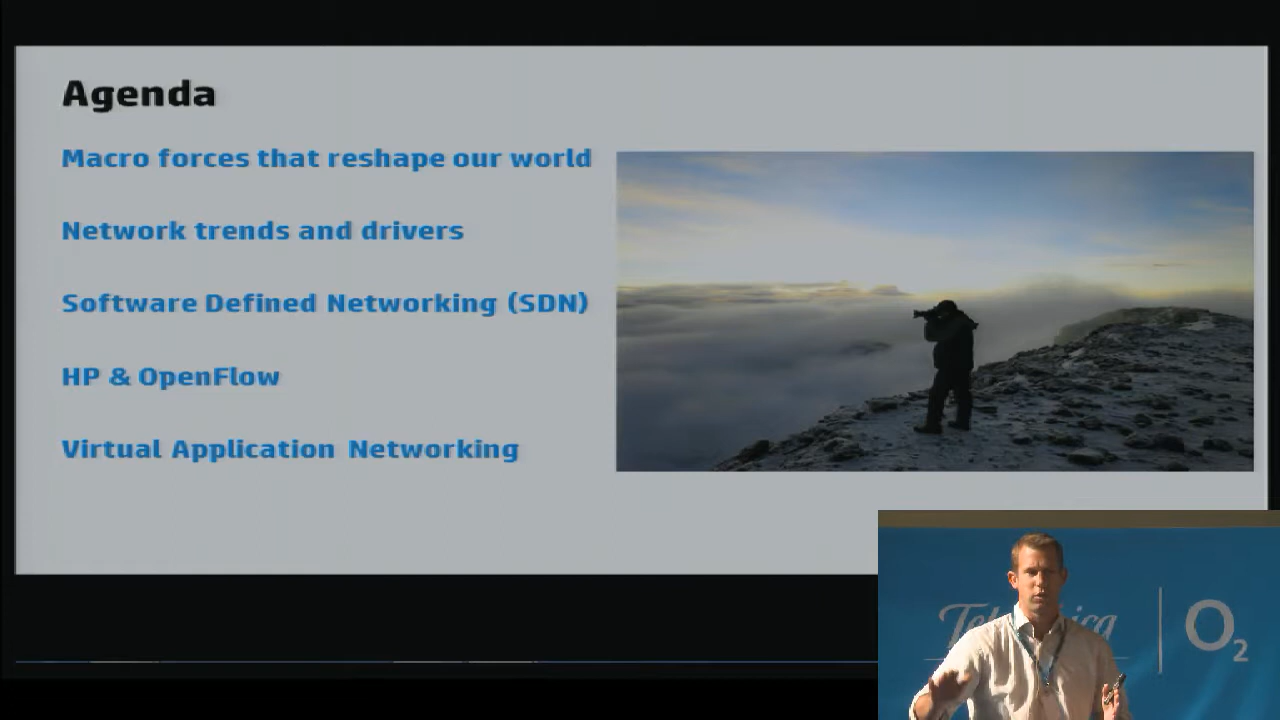 Agenda
Macro forces that reshape our world
Network trends and drivers
Software Defined Networking (SDN)
HP & OpenFlow
Virtual Application Networking
O2